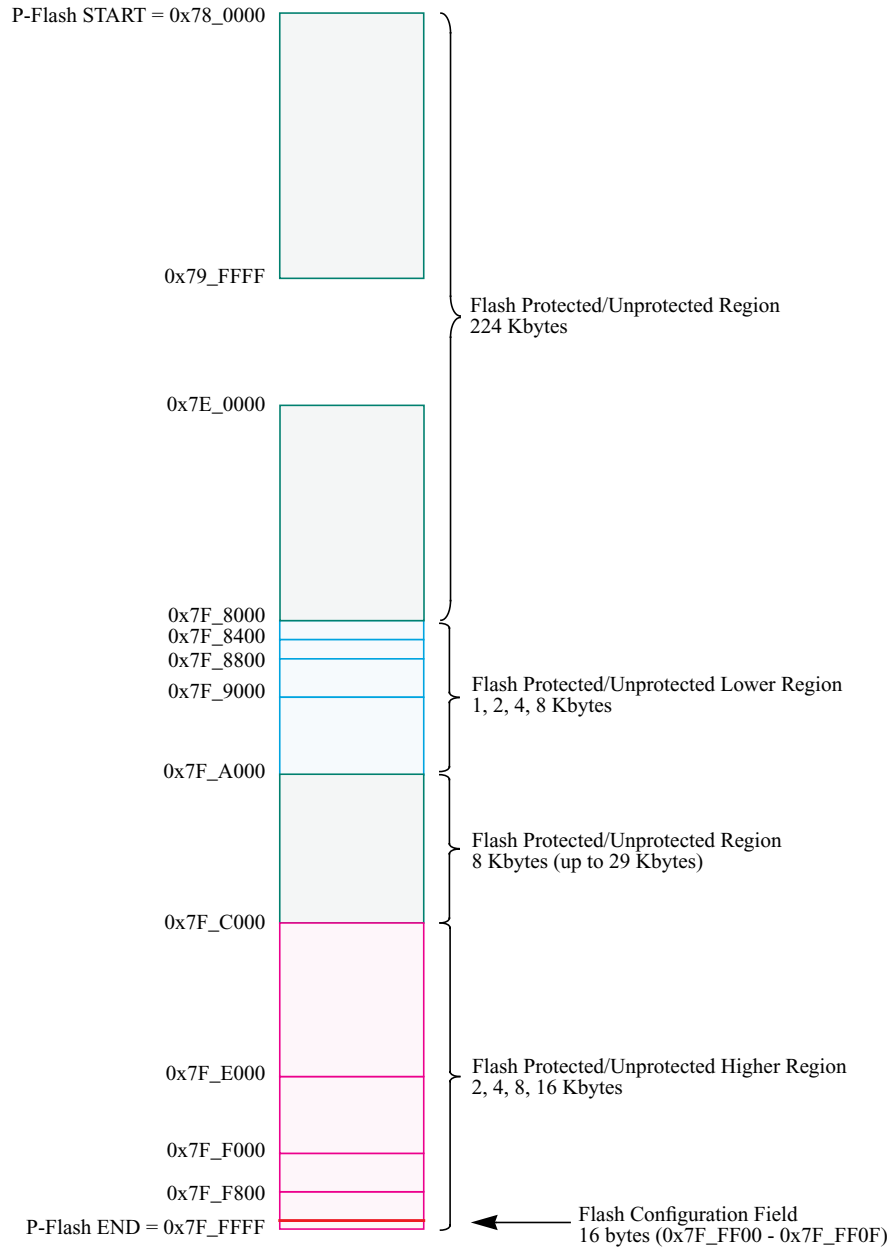 P-Flash START = 0x78_0000
0x79_FFFF
Flash Protected/Unprotected Region
224 Kbytes
0x7E_0000
0x7F_8000
0x7F_8400
0x7F_8800
0x7F_9000
Flash Protected/Unprotected Lower Region
1, 2, 4, 8 Kbytes
0x7F_A000
Flash Protected/Unprotected Region
8 Kbytes (up to 29 Kbytes)
0x7F_C000
0x7F_E000
Flash Protected/Unprotected Higher Region
2, 4, 8, 16 Kbytes
0x7F_F000
0x7F_F800
P-Flash END = 0x7F_FFFF
Flash Configuration Field
16 bytes (0x7F_FF00 - 0x7F_FF0F)